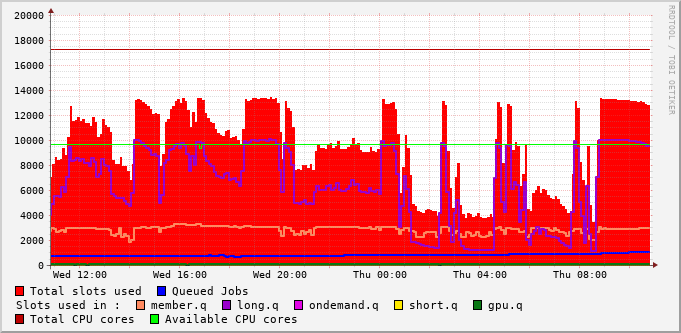 20000
18000
16000
14000
12000
10000
8000
6000
4000
2000
0
Wed 12:00 Wed 16:00 Wed 20:00 Thu 00:00 Thu 04:00 Thu 08:00
Total slots used Queued Jobs
Slots used in : member.q long.q ondemand.q short.q gpu.q
Total CPU cores Available CPU cores
RRDTOOL / TOBI OETIKER